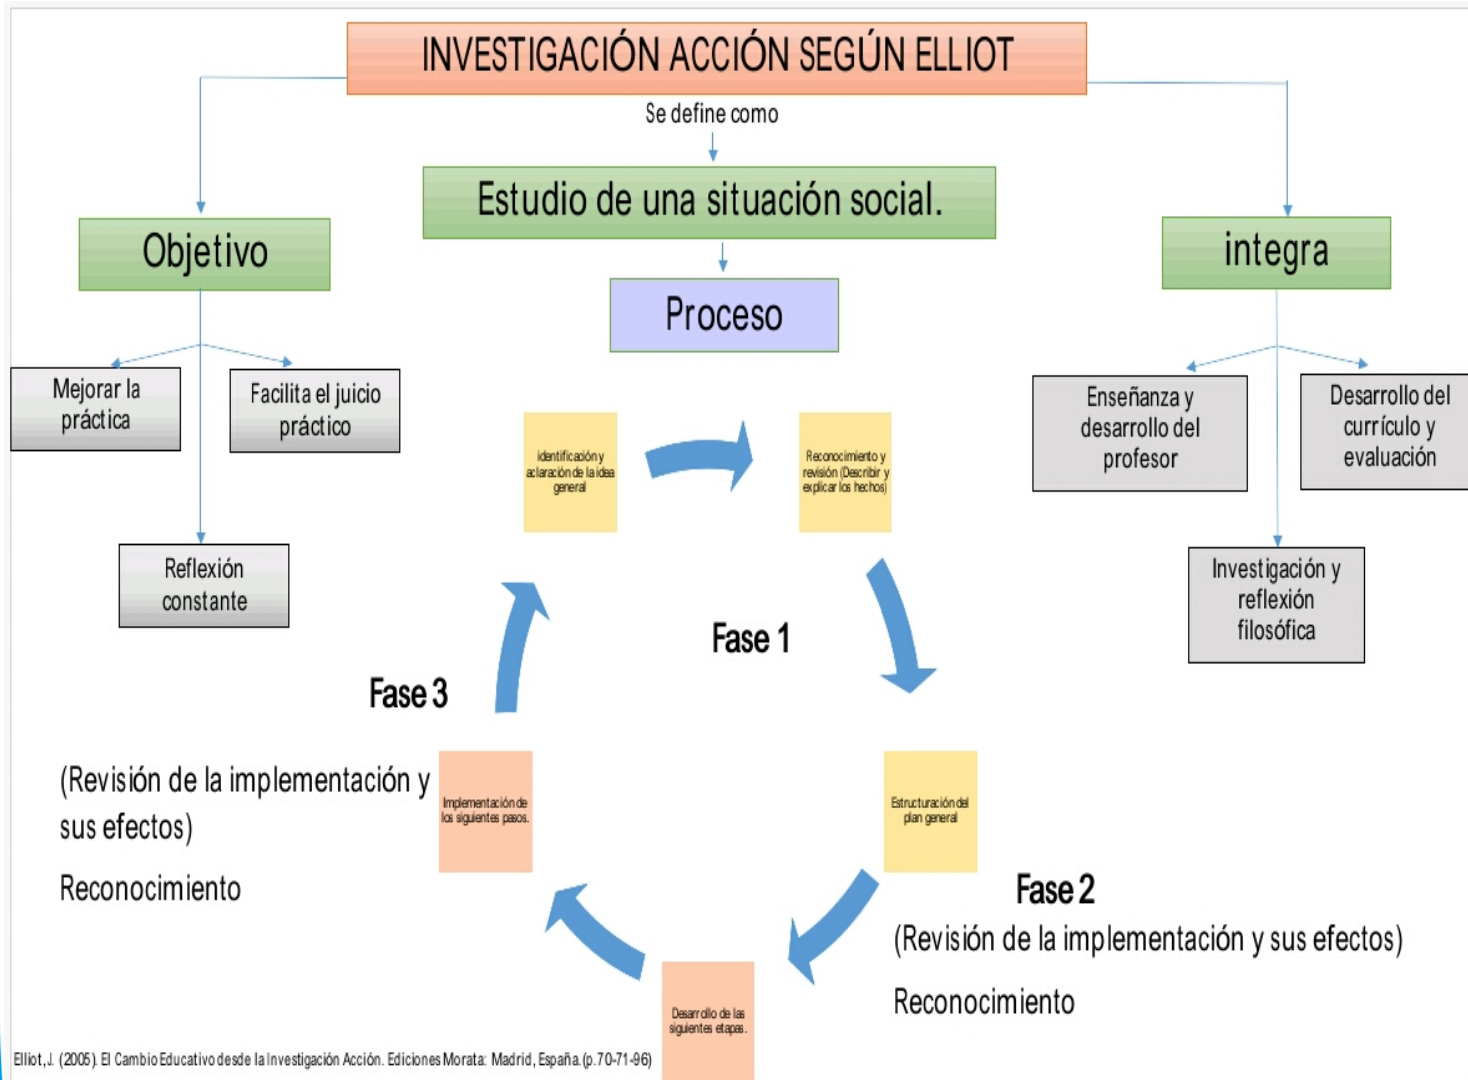 INVESTIGACIÓN ACCIÓN SEGÚN ELLIOT
Se define como
Estudio de una situación social.
Objetivo
integra
Proceso
Mejorar la
práctica
Facilita el juicio
práctico
Reflexión
constante
Enseñanza y
desarrollo del
profesor
Desarrollo del
currículo y
evaluación
Investigación y
reflexión
filosófica
identificación y
aclaración de la idea
general
Reconocimiento y
revisión (Describir y
explicar los hechos)
Fase 1
Estructuración del
plan general
Fase 2
(Revisión de la implementación y sus efectos)
Reconocimiento
Desarrollo de las
siguientes etapas.
Implementación de
los siguientes pasos.
Fase 3
(Revisión de la implementación y
sus efectos)
Reconocimiento
Elliot,J. (2005). El Cambio Educativo desde la Investigación Acción. Ediciones Morata: Madrid, España.(p.70-71-96)